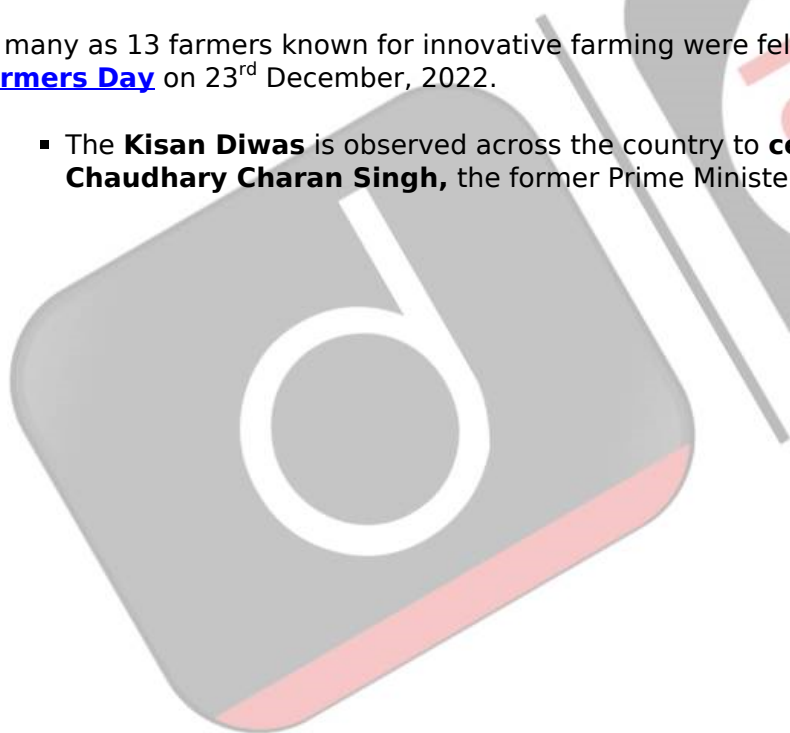 many as 13 farmers known for innovative farming were fel
rmers Day on 23rd December, 2022.
▪ The Kisan Diwas is observed across the country to c
Chaudhary Charan Singh, the former Prime Ministe